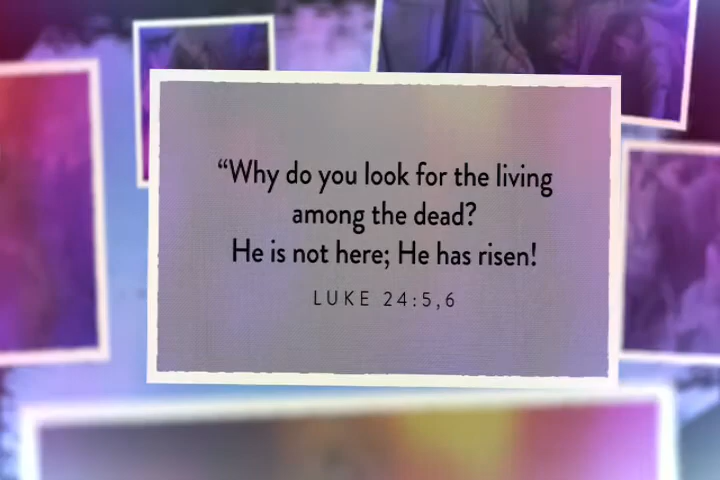 “Why do you look for the living
among the dead?
He is not here; He has risen!
LUKE 24:5,6